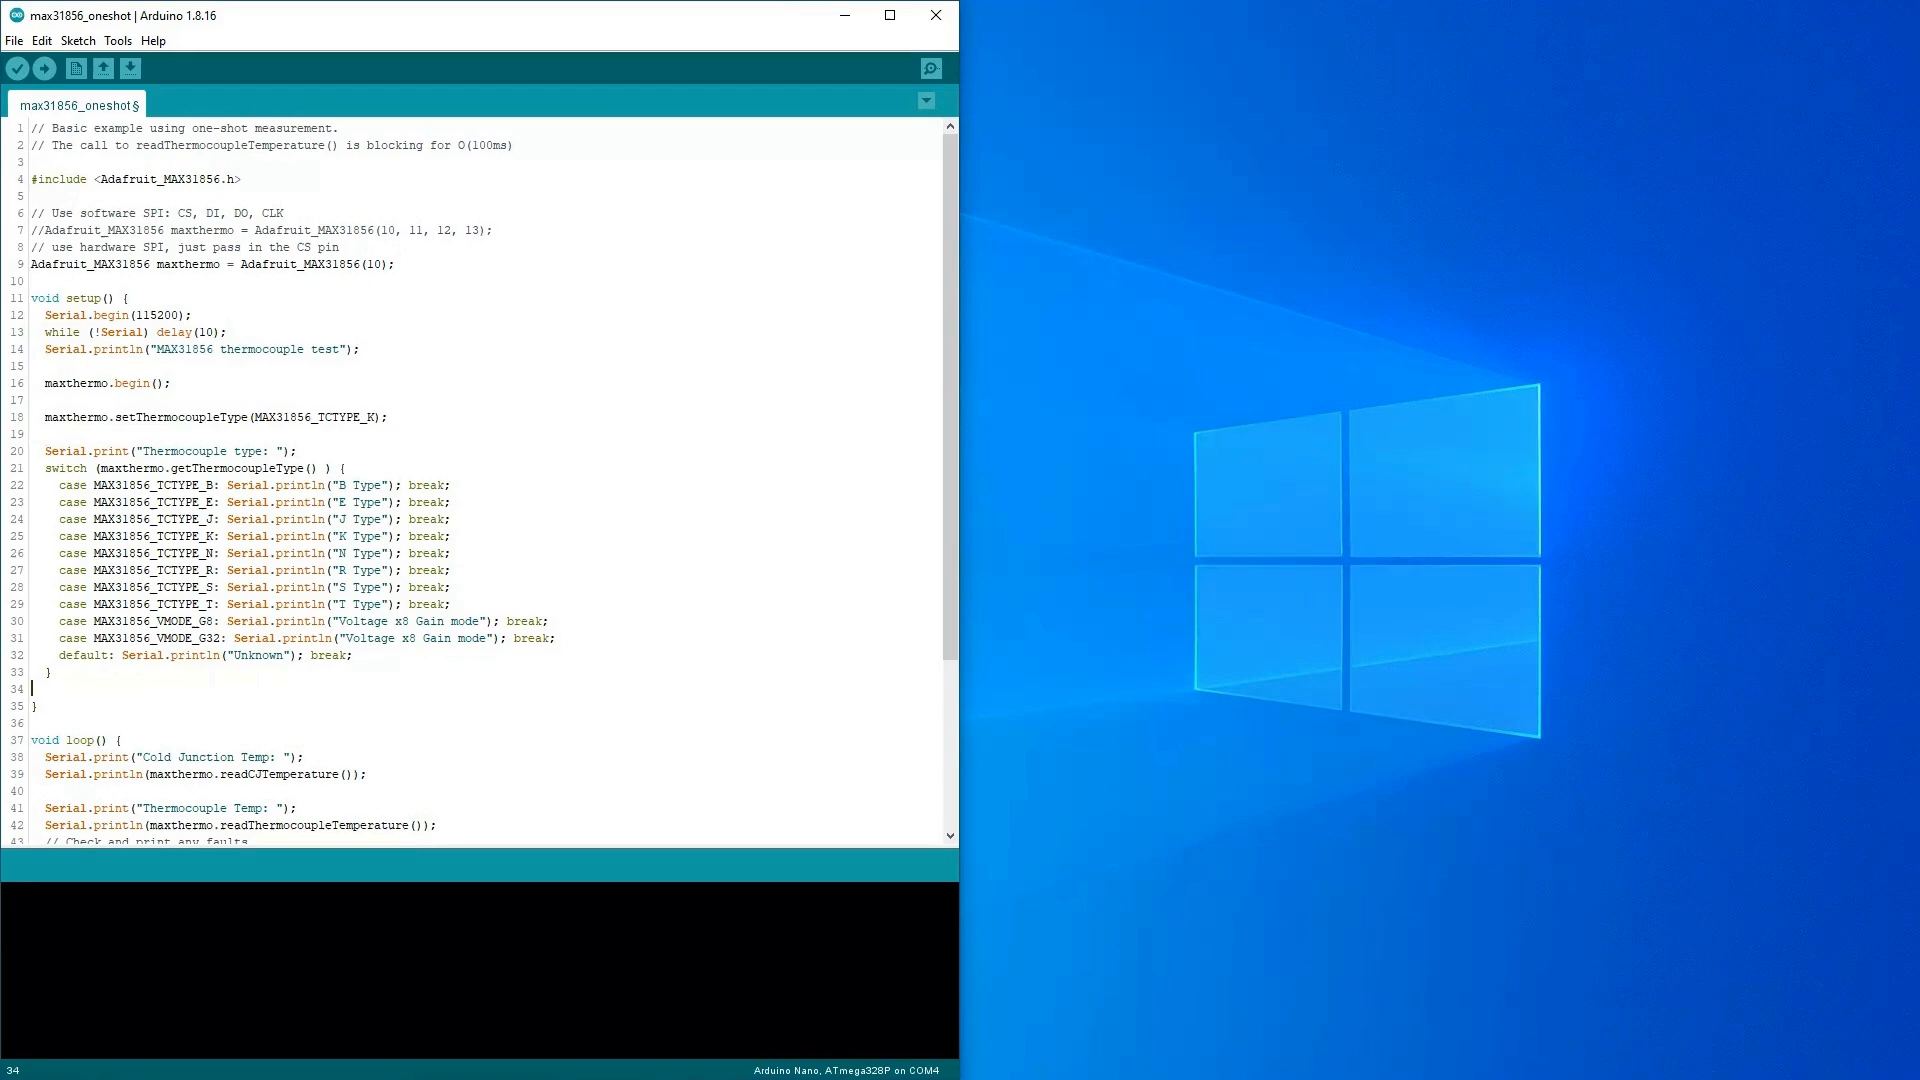 max31856_oneshot | Arduino 1.8.16
File Edit Sketch Tools Help
max31856_oneshot§
1 // Basic example using one-shot measurement.
2 // The call to readThermocoupleTemperature() is blocking for O(100ms)
3
4 #include <Adafruit_MAX31856.h>
5
6 // Use software SPI: CS, DI, DO, CLK
7 //Adafruit_MAX31856 maxthermo = Adafruit_MAX31856(10, 11, 12, 13);
8 // use hardware SPI, just pass in the CS pin
9 Adafruit_MAX31856 maxthermo = Adafruit_MAX31856(10);
10
11 void setup() {
12 Serial.begin(115200);
13 while (!Serial) delay(10);
14 Serial.println("MAX31856 thermocouple test");
15
16 maxthermo.begin();
17
18 maxthermo.setThermocoupleType(MAX31856_TCTYPE_K);
19
20 Serial.print("Thermocouple type: ");
21 switch (maxthermo.getThermocoupleType() ) {
22 case MAX31856_TCTYPE_B: Serial.println("B Type"); break;
23 case MAX31856_TCTYPE_E: Serial.println("E Type"); break;
24 case MAX31856_TCTYPE_J: Serial.println("J Type"); break;
25 case MAX31856_TCTYPE_K: Serial.println("K Type"); break;
26 case MAX31856_TCTYPE_N: Serial.println("N Type"); break;
27 case MAX31856_TCTYPE_R: Serial.println("R Type"); break;
28 case MAX31856_TCTYPE_S: Serial.println("S Type"); break;
29 case MAX31856_TCTYPE_T: Serial.println("T Type"); break;
30 case MAX31856_VMODE_G8: Serial.println("Voltage x8 Gain mode"); break;
31 case MAX31856_VMODE_G32: Serial.println("Voltage x8 Gain mode"); break;
32 default: Serial.println("Unknown"); break;
33 }
34
35 }
36
37 void loop() {
38 Serial.print("Cold Junction Temp: ");
39 Serial.println(maxthermo.readCJTemperature());
40
41 Serial.print("Thermocouple Temp: ");
42 Serial.println(maxthermo.readThermocoupleTemperature());
43 // Check and print any faults
34 Arduino Nano, ATmega328P on COM4